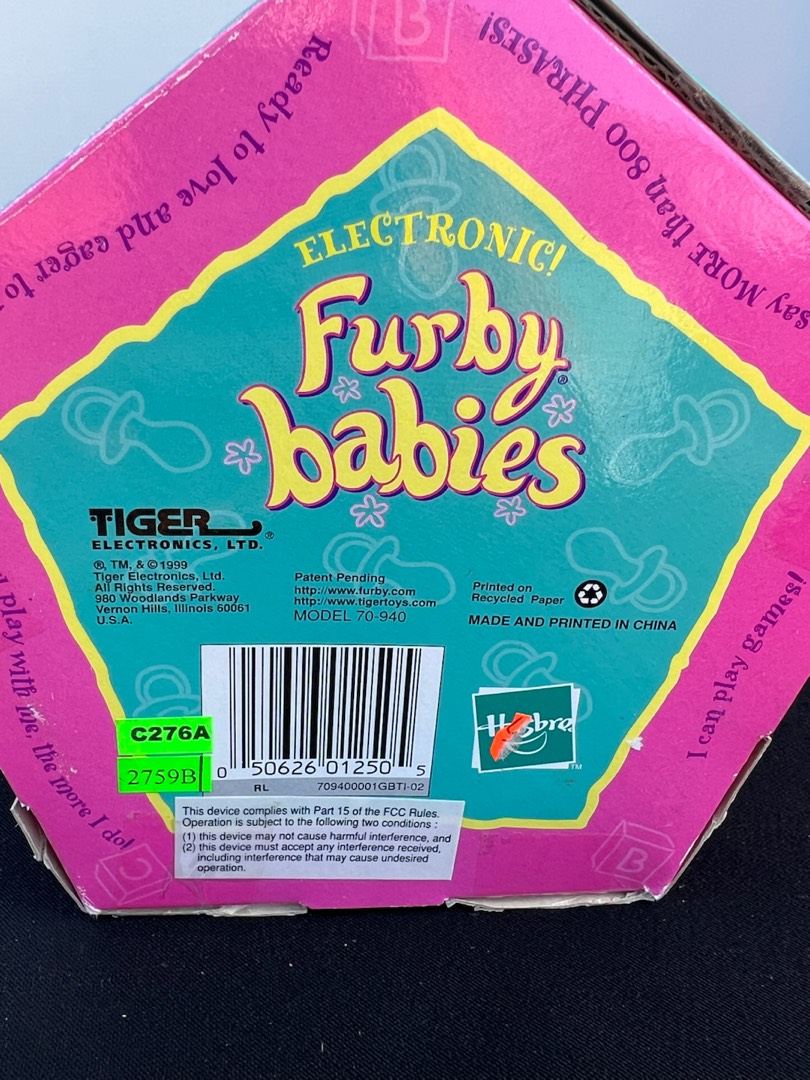 B
Ready to love and eager to
Say MORE than 800 PHRASES!
ELECTRONIC!
Furby®
babies
TIGER®
ELECTRONICS, LTD.
®, TM, & © 1999
Tiger Electronics, Ltd.
All Rights Reserved.
980 Woodlands Parkway
Vernon Hills, Illinois 60061
U.S.A.
Patent Pending
http://www.furby.com
http://www.tigertoys.com
MODEL 70-940
Printed on
Recycled Paper
MADE AND PRINTED IN CHINA
play with me, the more I do!
I can play games!
C276A
2759B
0 50626 01250 5
RL 709400001GBTI-02
Hasbro
TM
This device complies with Part 15 of the FCC Rules.
Operation is subject to the following two conditions :
(1) this device may not cause harmful interference, and
(2) this device must accept any interference received,
including interference that may cause undesired
operation.
C
B